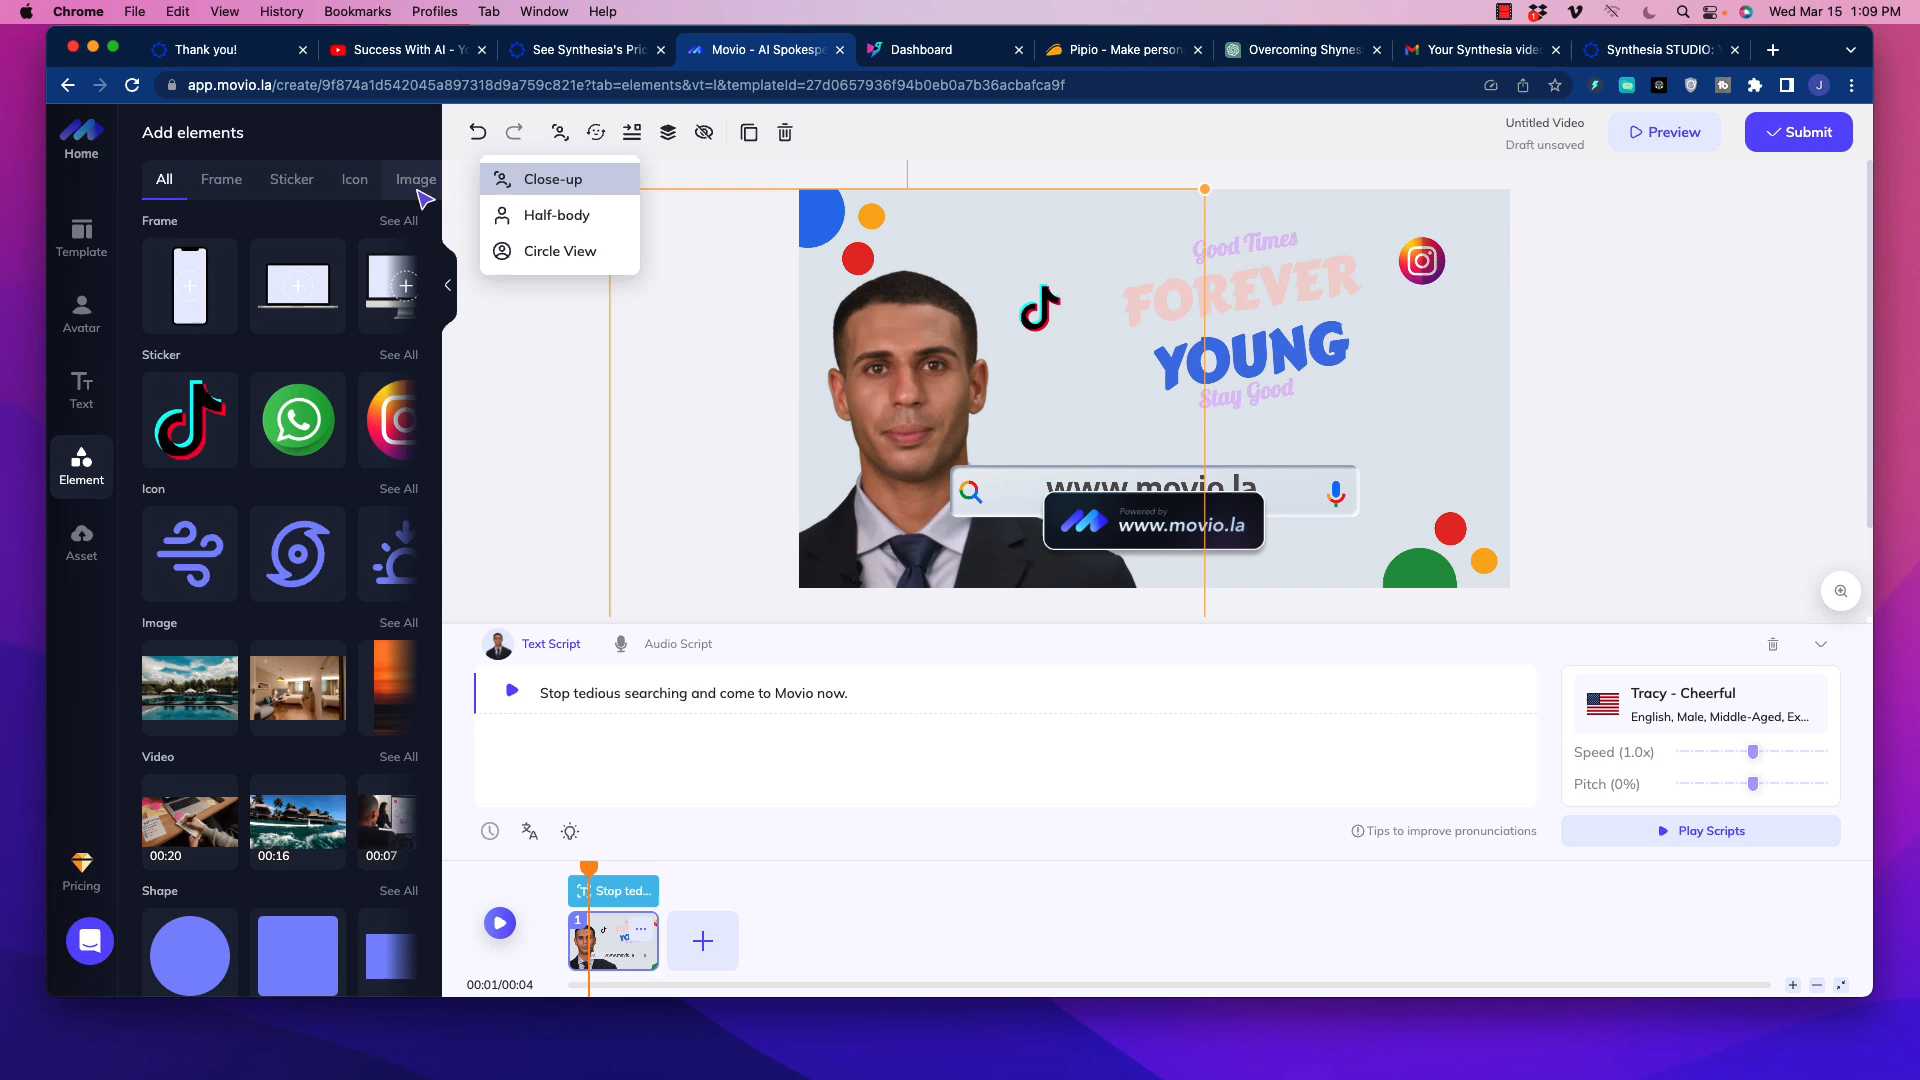 Chrome File Edit View History Bookmarks Profiles Tab Window Help
1
Wed Mar 15 1:09 PM
Thank you!
Success With AI - Yo
See Synthesia's Pric
Movio - AI Spokespe
Dashboard
Pipio - Make person
Overcoming Shynes
Your Synthesia vide
Synthesia STUDIO:
app.movio.la/create/9f874a1d542045a897318d9a759c821e?tab=elements&vt=l&templateId=27d0657936f94b0eb0a7b36acbafca9f
tb
J
Home
Template
Avatar
Tt
Text
Element
Asset
Pricing
Add elements
All Frame Sticker Icon Image
Frame See All
Sticker See All
Icon See All
Image See All
Video See All
00:20 00:16 00:07
Shape See All
Close-up
Half-body
Circle View
Untitled Video
Draft unsaved
Preview
Submit
Good Times
FOREVER
YOUNG
Stay Good
www.movio.la
Powered by
www.movio.la
Text Script
Audio Script
Stop tedious searching and come to Movio now.
Tips to improve pronunciations
Tracy - Cheerful
English, Male, Middle-Aged, Ex...
Speed (1.0x)
Pitch (0%)
Play Scripts
Stop ted...
1
00:01/00:04